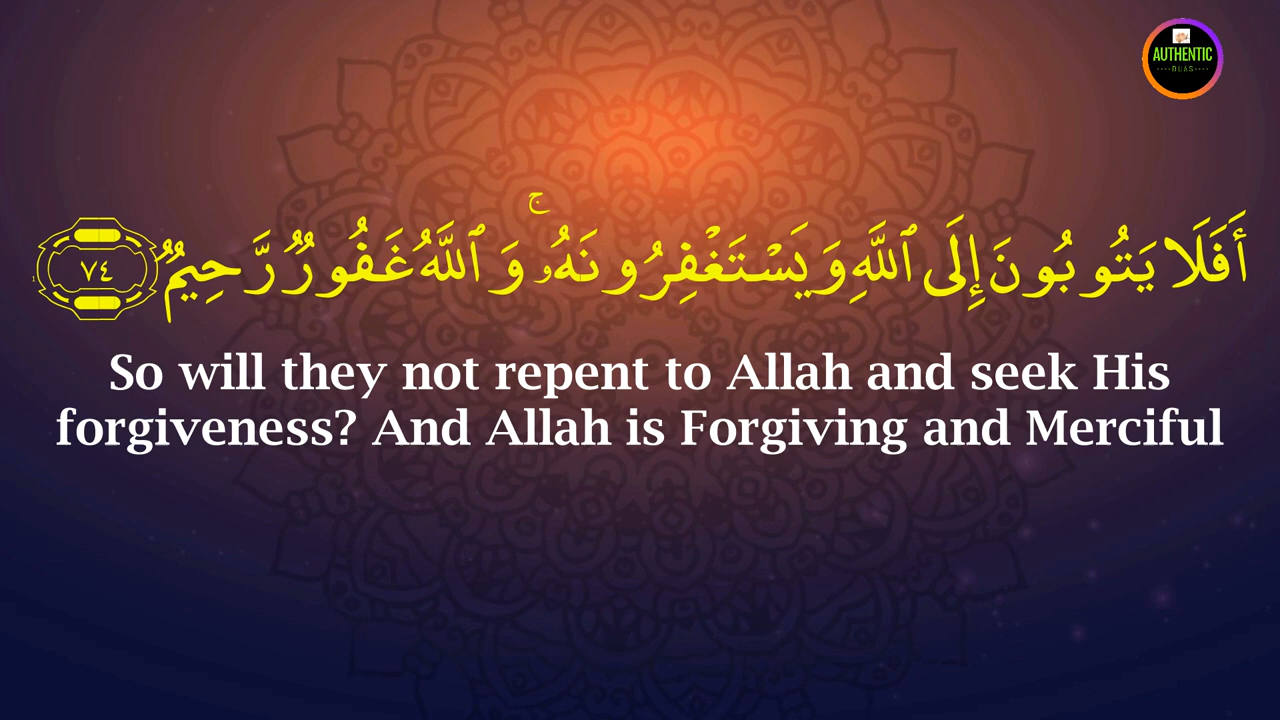 AUTHENTIC
DUAS
أَفَلَا يَتُوبُونَ إِلَى ٱللَّهِ وَيَسْتَغْفِرُونَهُۥ ۚ وَٱللَّهُ غَفُورٌ رَّحِيمٌ ٧٤
So will they not repent to Allah and seek His
forgiveness? And Allah is Forgiving and Merciful